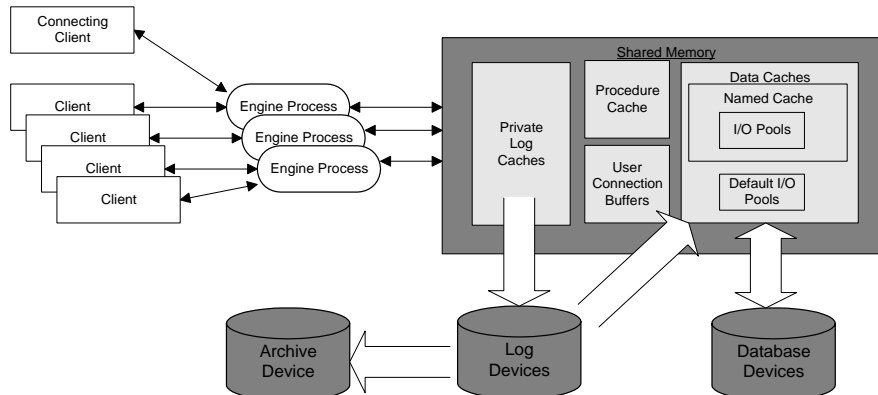 Connecting
Client
Client
Client
Client
Client
Engine Process
Engine Process
Engine Process
Shared Memory
Private
Log
Caches
Procedure
Cache
User
Connection
Buffers
Data Caches
Named Cache
I/O Pools
Default I/O
Pools
Archive
Device
Log
Devices
Database
Devices